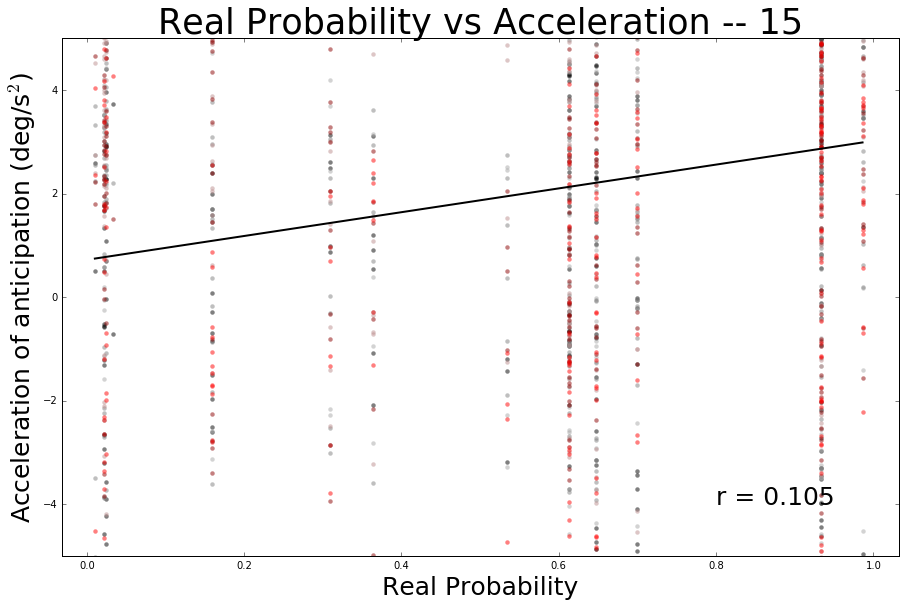 Real Probability vs Acceleration -- 15
Acceleration of anticipation (deg/s²)
4
2
0
−2
−4
r = 0.105
0.0 0.2 0.4 0.6 0.8 1.0
Real Probability